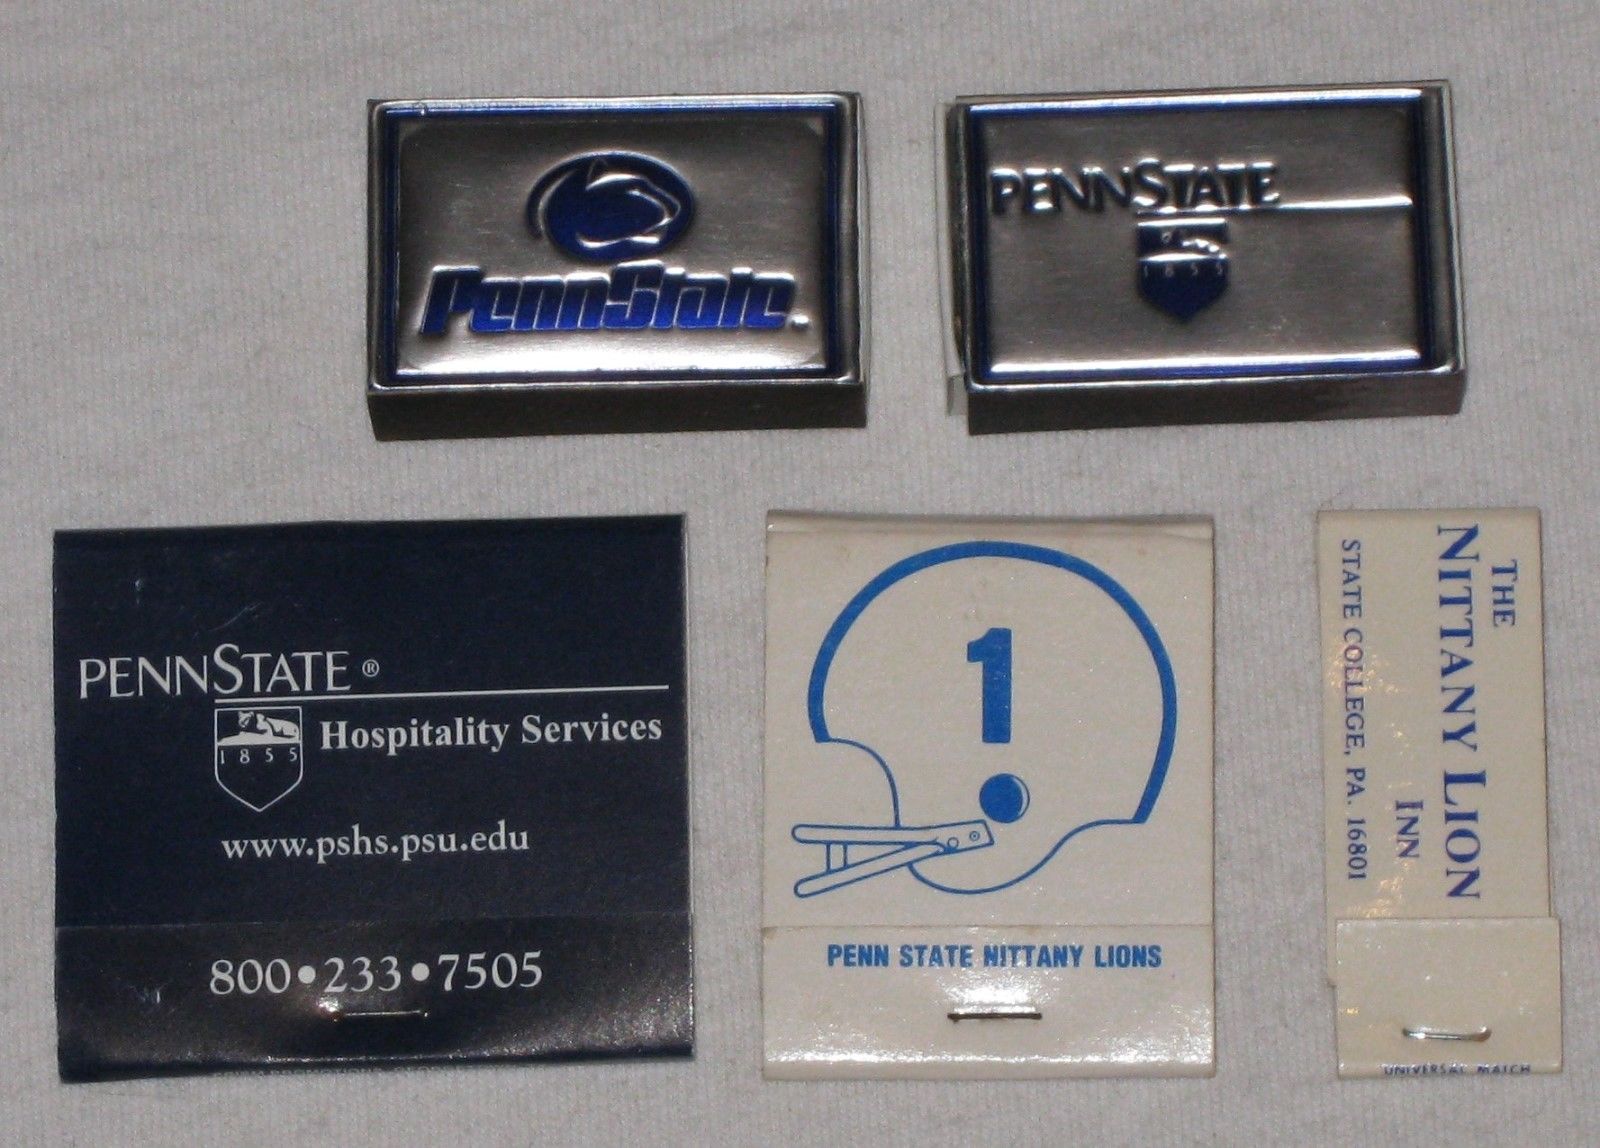 PennState.
PENNSTATE
1855
PENNSTATE®
1855
Hospitality Services
www.pshs.psu.edu
800•233•7505
1
PENN STATE NITTANY LIONS
THE
NITTANY LION
INN
STATE COLLEGE, PA. 16801
UNIVERSAL MATCH